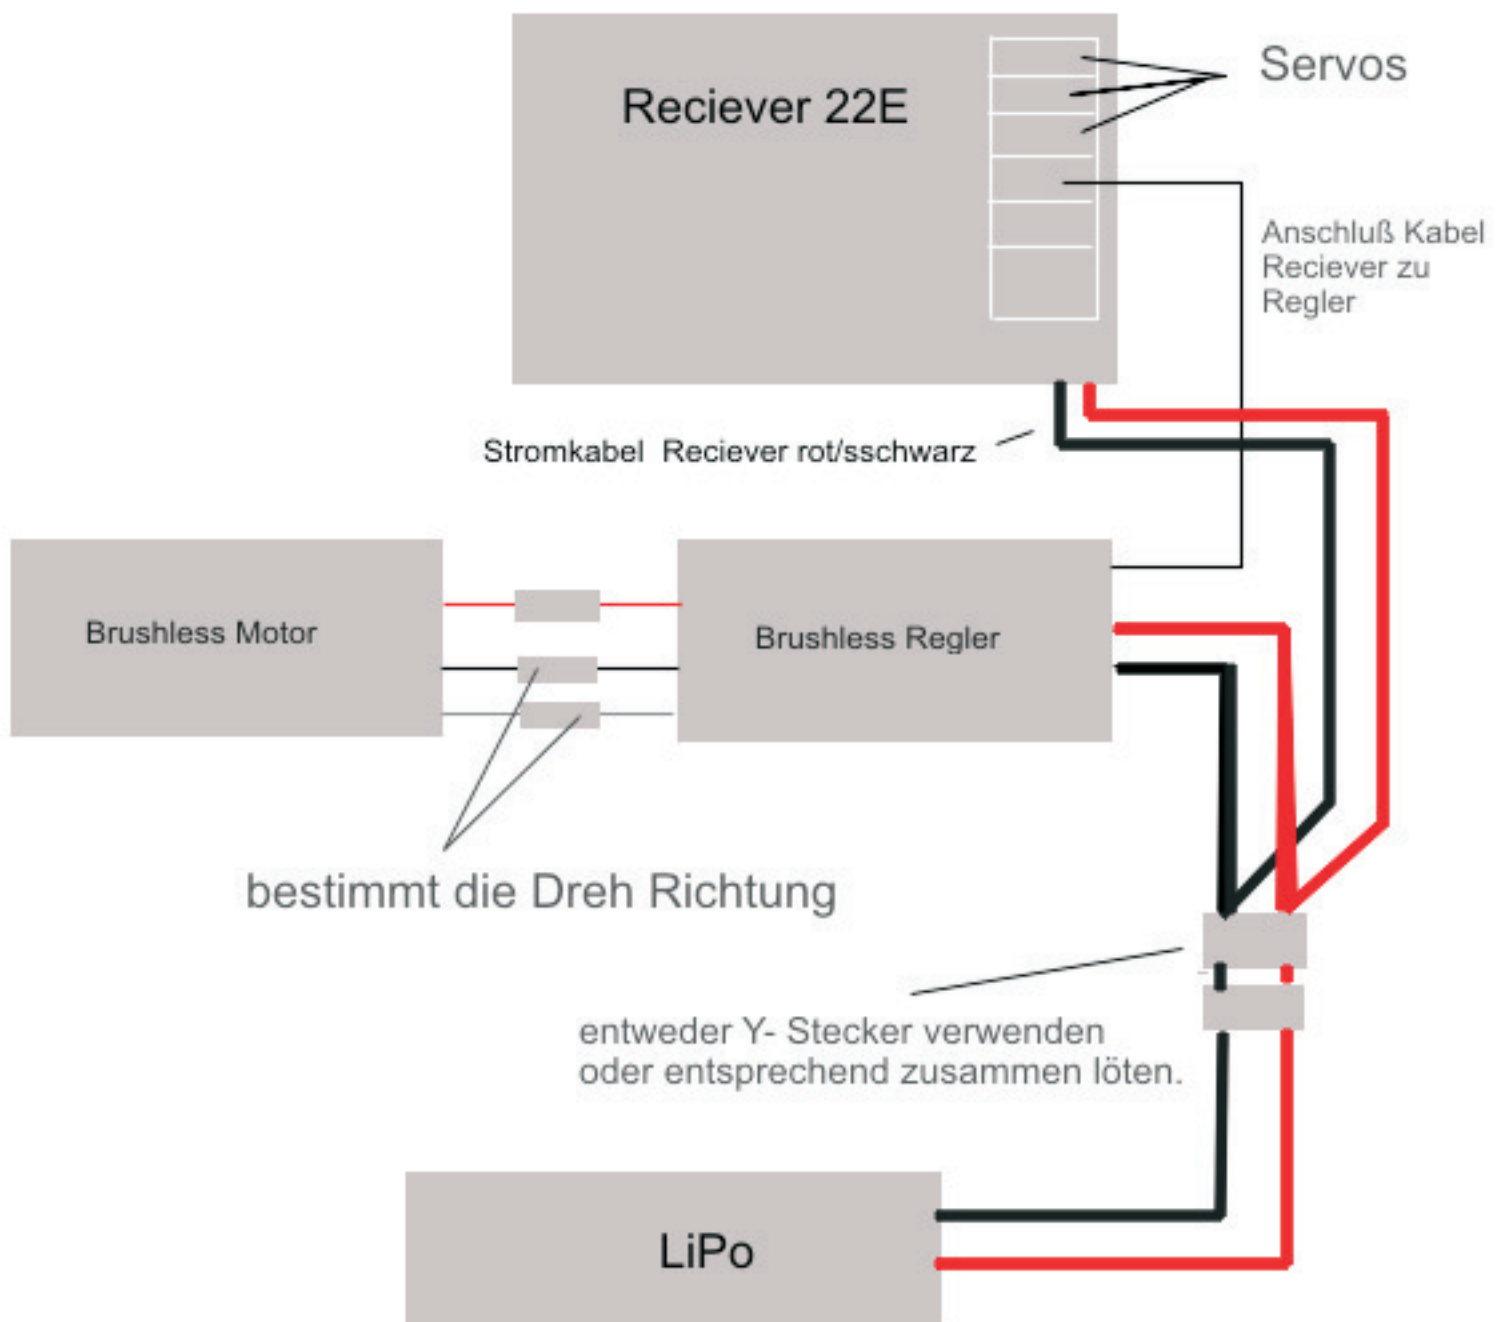 Reciever 22E
Servos
Anschluß Kabel
Reciever zu
Regler
Stromkabel Reciever rot/sschwarz
Brushless Motor
Brushless Regler
bestimmt die Dreh Richtung
entweder Y- Stecker verwenden
oder entsprechend zusammen löten.
LiPo